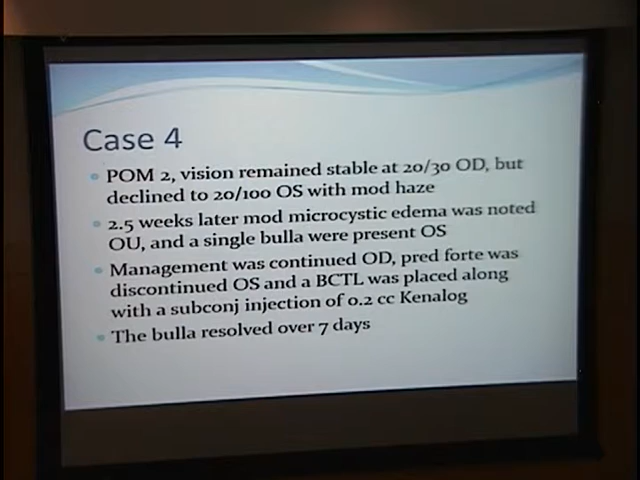 Case 4
POM 2, vision remained stable at 20/30 OD, but
declined to 20/100 OS with mod haze
2.5 weeks later mod microcystic edema was noted
OU, and a single bulla were present OS
Management was continued OD, pred forte was
discontinued OS and a BCTL was placed along
with a subconj injection of 0.2 cc Kenalog
The bulla resolved over 7 days